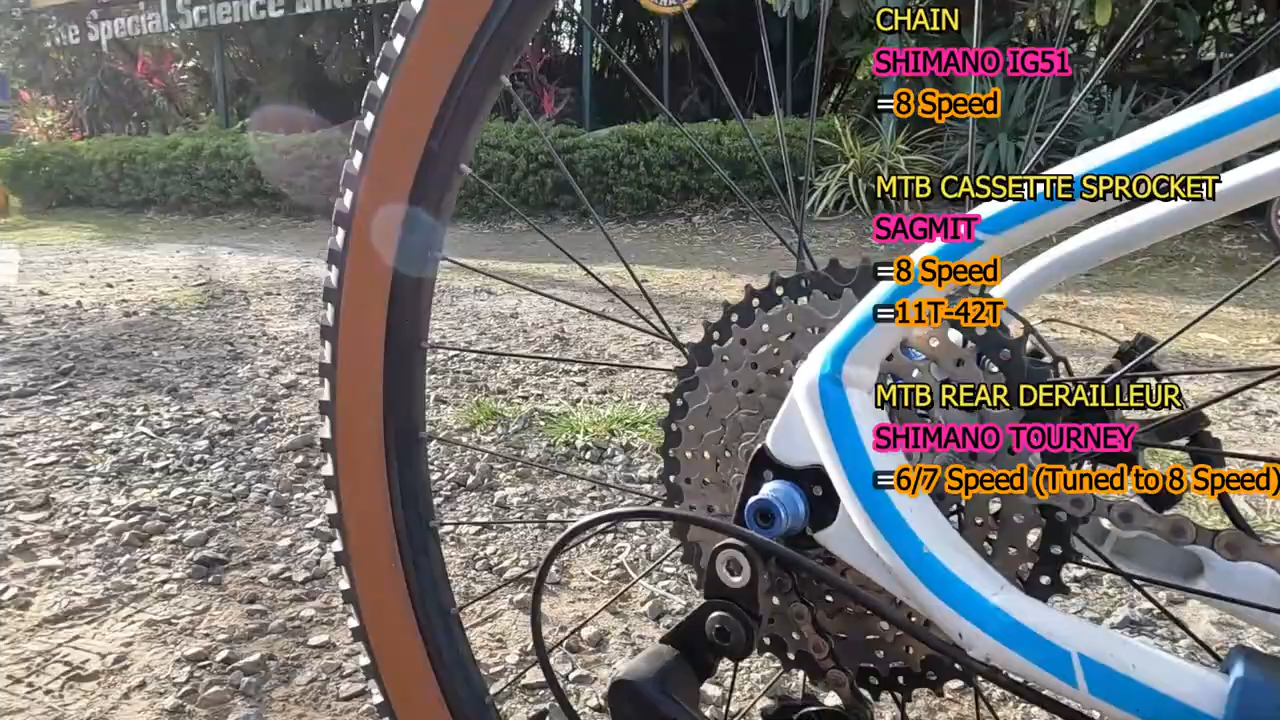 The Special Science and
CHAIN
SHIMANO IG51
=8 Speed
MTB CASSETTE SPROCKET
SAGMIT
=8 Speed
=11T-42T
MTB REAR DERAILLEUR
SHIMANO TOURNEY
=6/7 Speed (Tuned to 8 Speed)